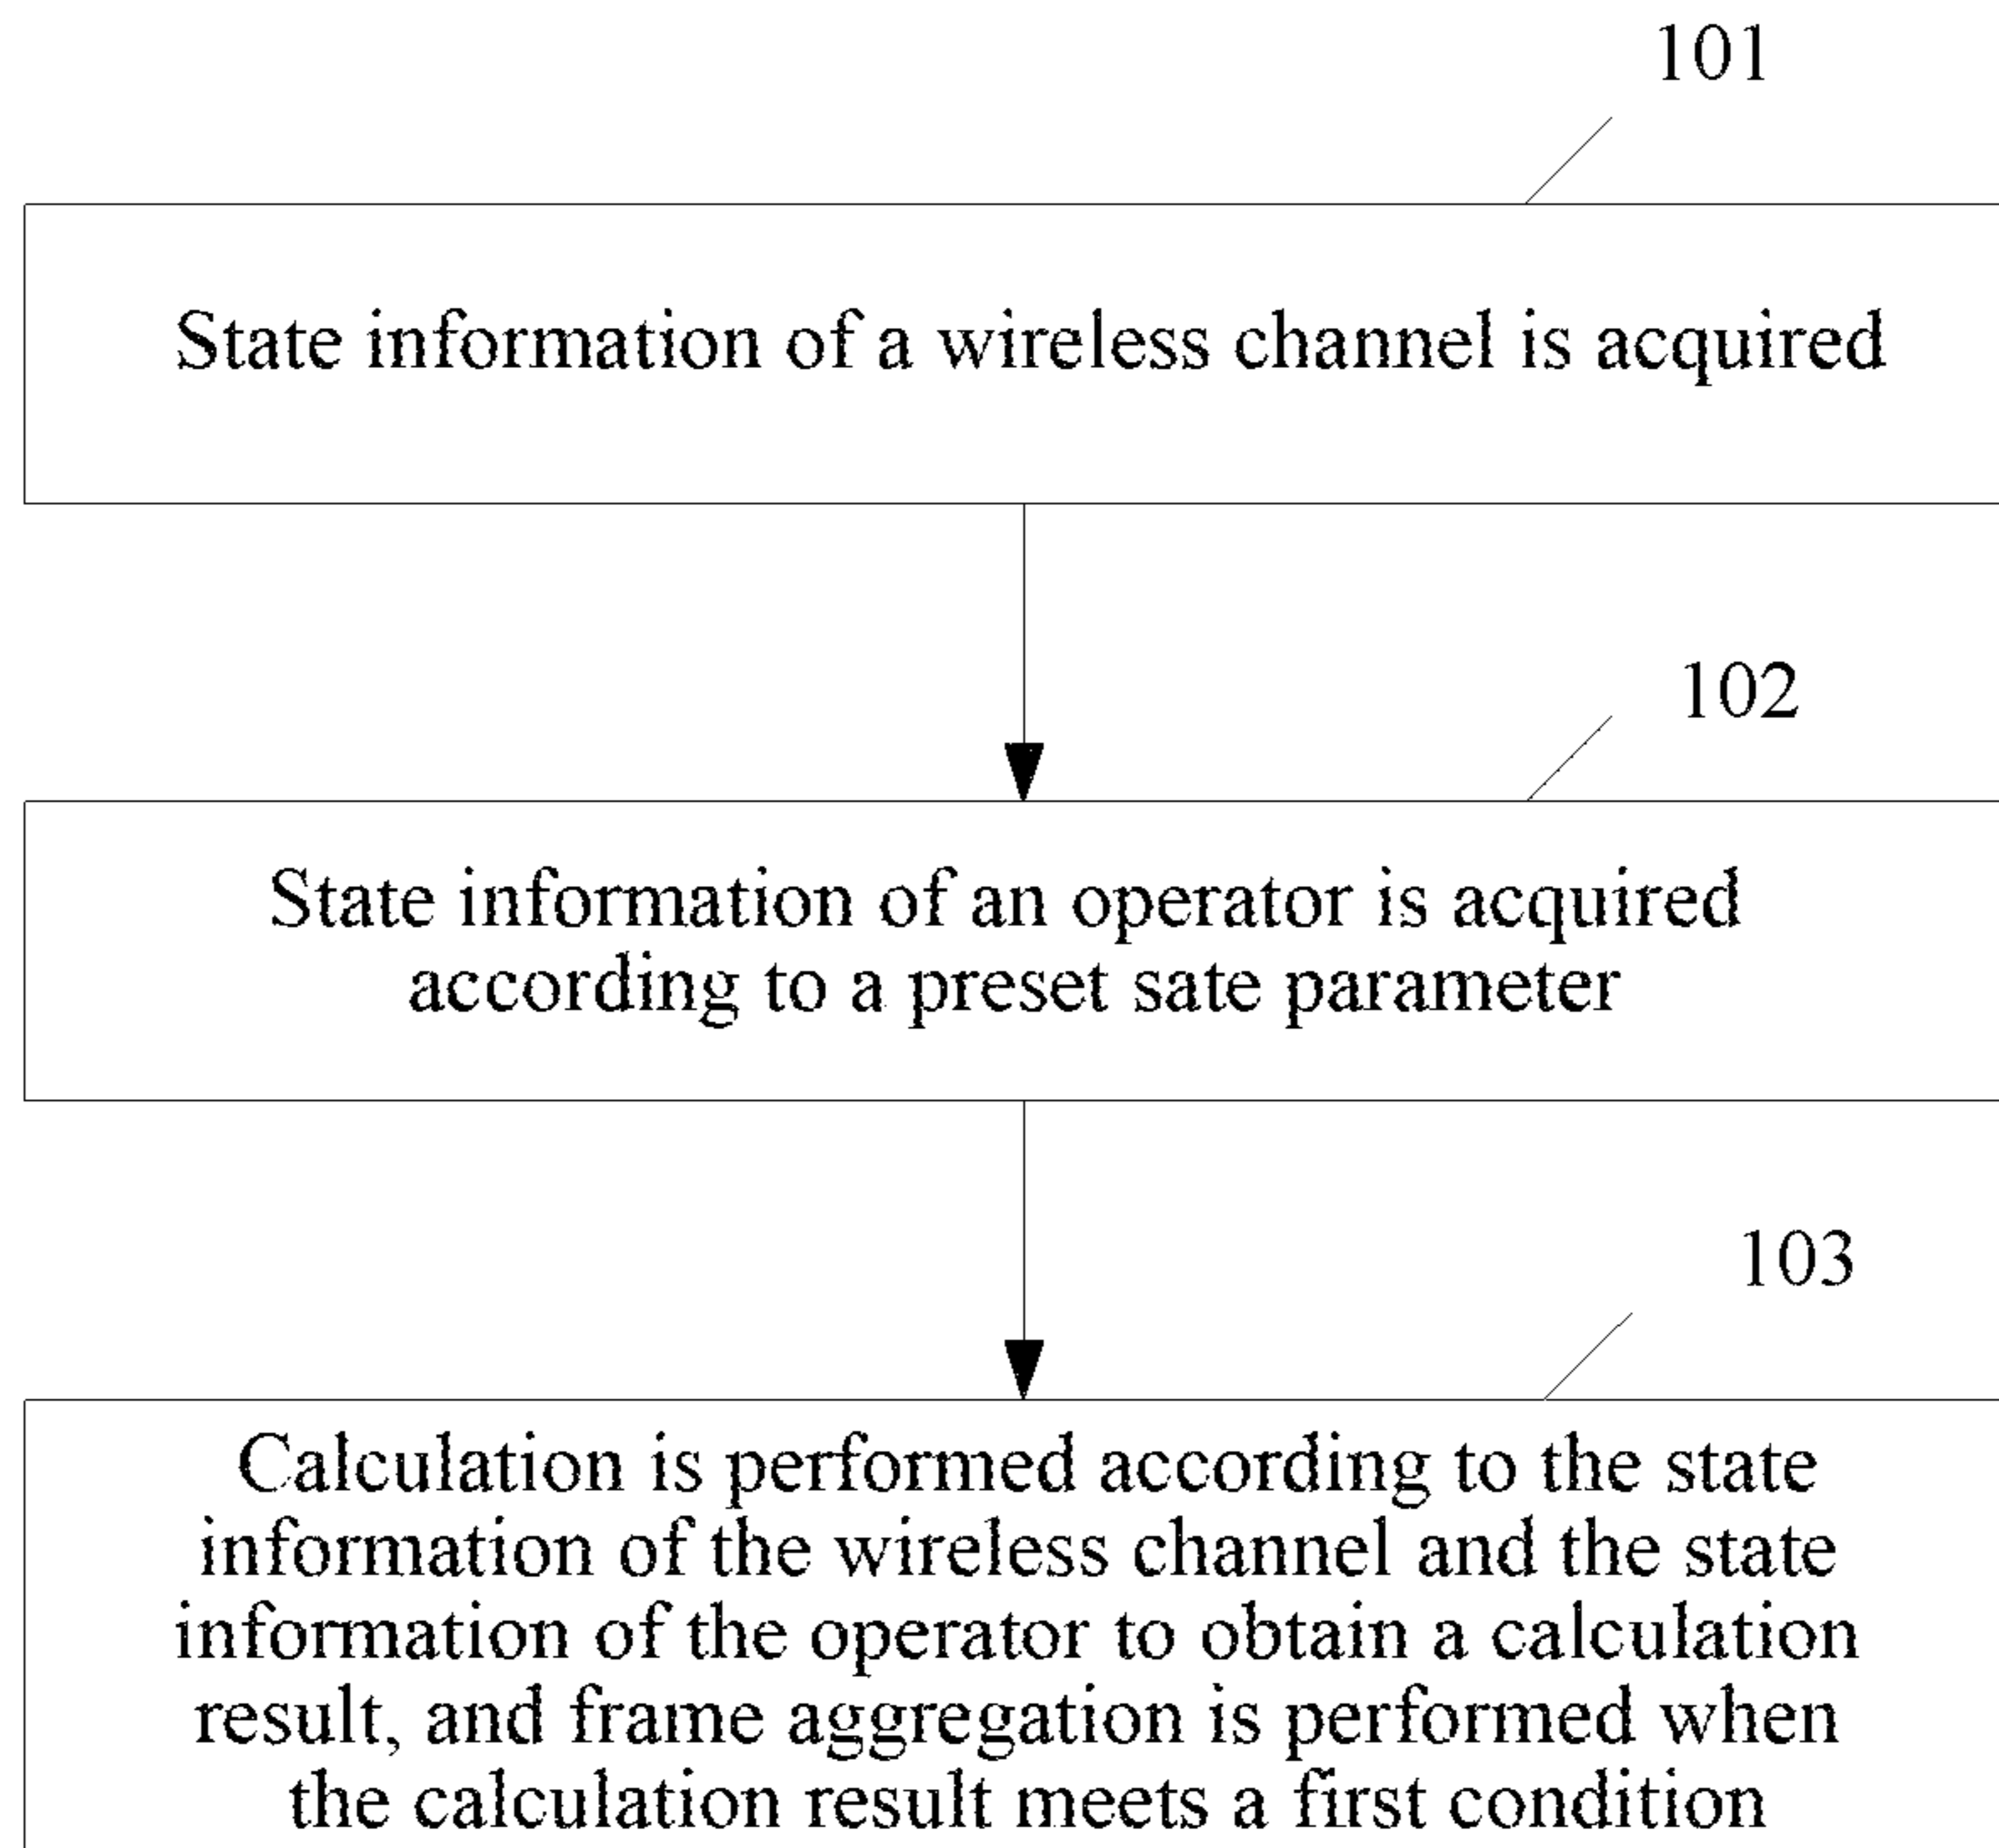 101
State information of a wireless channel is acquired
102
State information of an operator is acquired
according to a preset sate parameter
103
Calculation is performed according to the state
information of the wireless channel and the state
information of the operator to obtain a calculation
result, and frame aggregation is performed when
the calculation result meets a first condition